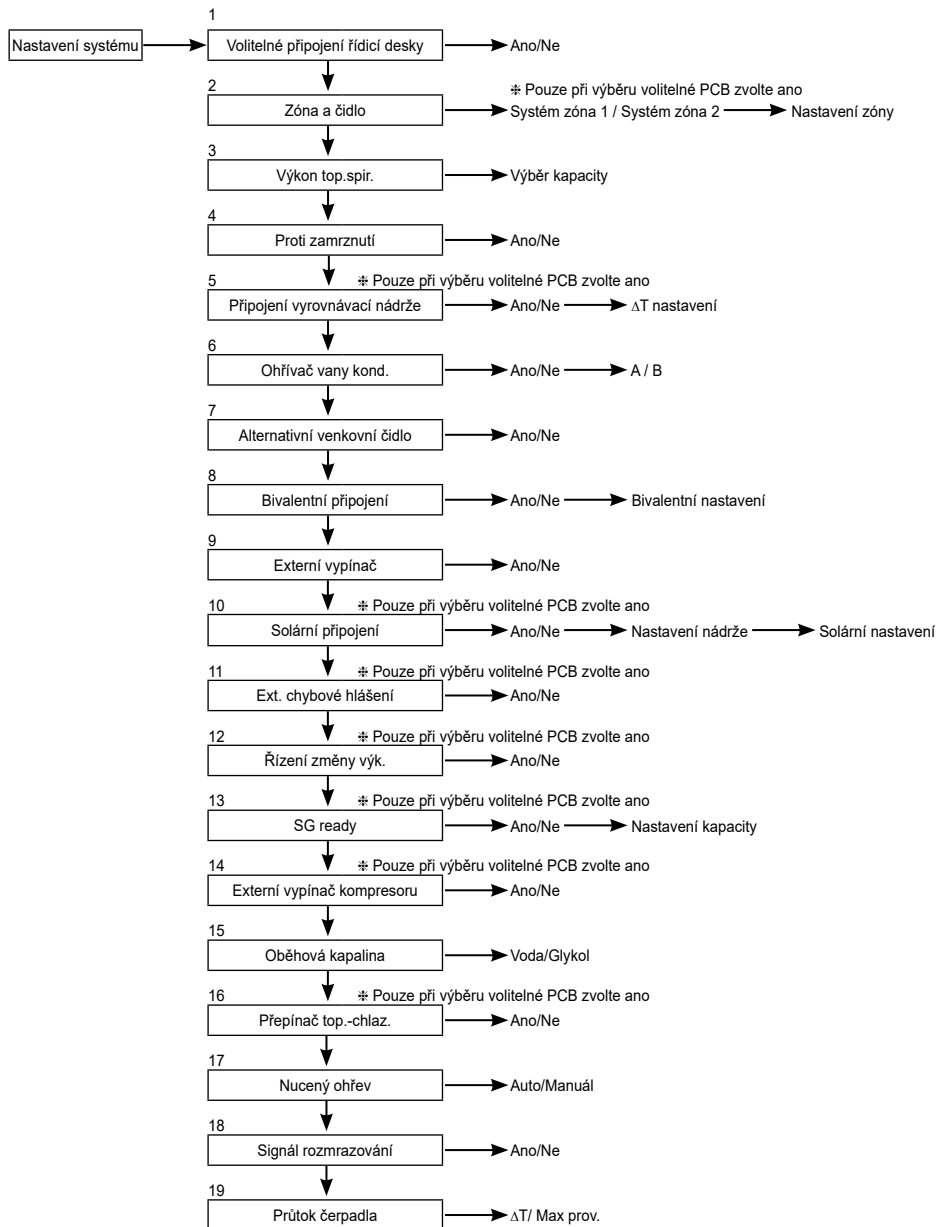 1
Nastavení systému
Volitelné připojení řídicí desky
Ano/Ne
2
⁜ Pouze při výběru volitelné PCB zvolte ano
Zóna a čidlo
Systém zóna 1 / Systém zóna 2
Nastavení zóny
3
Výkon top.spir.
Výběr kapacity
4
Proti zamrznutí
Ano/Ne
5
⁜ Pouze při výběru volitelné PCB zvolte ano
Připojení vyrovnávací nádrže
Ano/Ne
∆T nastavení
6
Ohřívač vany kond.
Ano/Ne
A / B
7
Alternativní venkovní čidlo
Ano/Ne
8
Bivalentní připojení
Ano/Ne
Bivalentní nastavení
9
Externí vypínač
Ano/Ne
10
⁜ Pouze při výběru volitelné PCB zvolte ano
Solární připojení
Ano/Ne
Nastavení nádrže
Solární nastavení
11
⁜ Pouze při výběru volitelné PCB zvolte ano
Ext. chybové hlášení
Ano/Ne
12
⁜ Pouze při výběru volitelné PCB zvolte ano
Řízení změny výk.
Ano/Ne
13
⁜ Pouze při výběru volitelné PCB zvolte ano
SG ready
Ano/Ne
Nastavení kapacity
14
⁜ Pouze při výběru volitelné PCB zvolte ano
Externí vypínač kompresoru
Ano/Ne
15
Oběhová kapalina
Voda/Glykol
16
⁜ Pouze při výběru volitelné PCB zvolte ano
Přepínač top.-chlaz.
Ano/Ne
17
Nucený ohřev
Auto/Manuál
18
Signál rozmrazování
Ano/Ne
19
Průtok čerpadla
∆T/ Max prov.